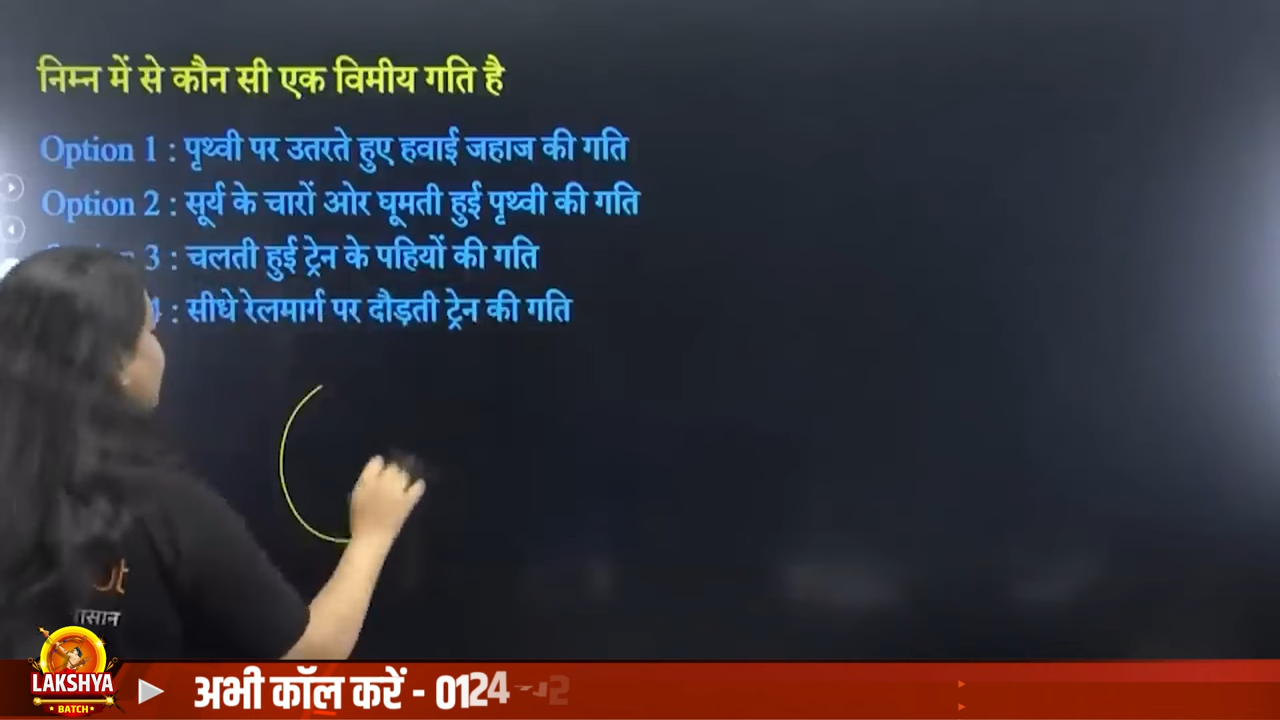 निम्न में से कौन सी एक विमीय गति है
Option 1 : पृथ्वी पर उतरते हुए हवाई जहाज की गति
Option 2 : सूर्य के चारों ओर घूमती हुई पृथ्वी की गति
3 : चलती हुई ट्रेन के पहियों की गति
4 : सीधे रेलमार्ग पर दौड़ती ट्रेन की गति
LAKSHYA
BATCH
अभी कॉल करें - 0124